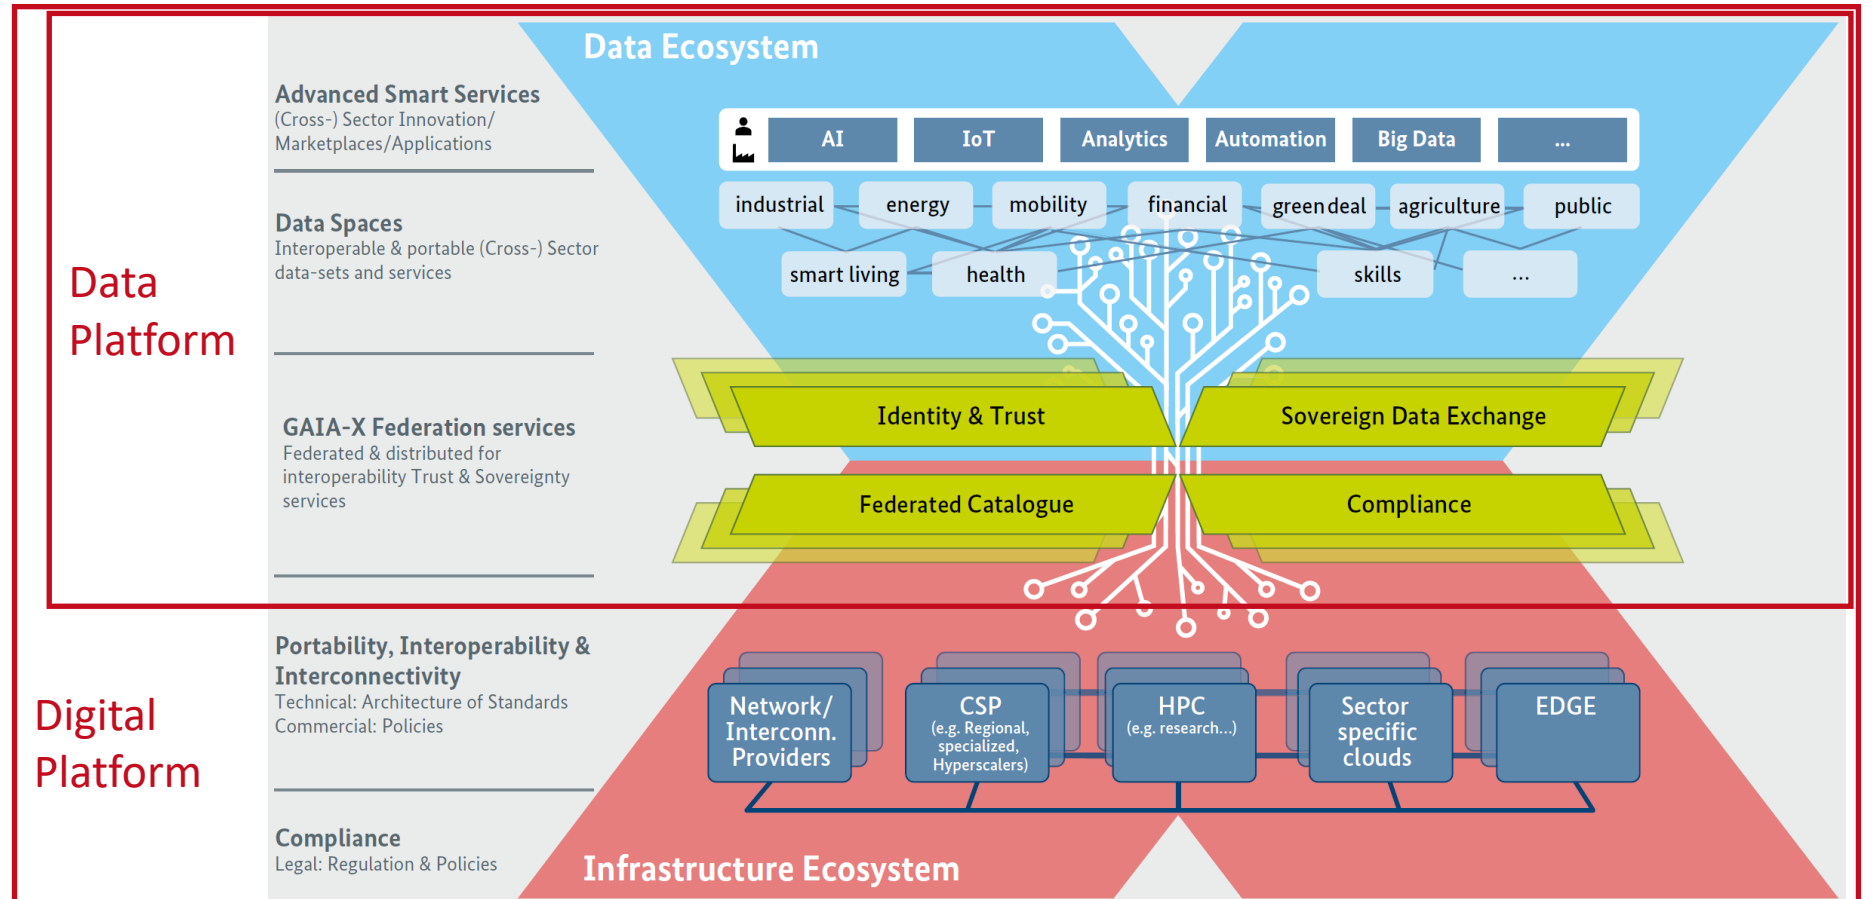 Data Ecosystem
Advanced Smart Services
(Cross-) Sector Innovation/
Marketplaces/Applications
AI
IoT
Analytics
Automation
Big Data
...
Data Spaces
Interoperable & portable (Cross-) Sector
data-sets and services
industrial
energy
mobility
financial
green deal
agriculture
public
smart living
health
skills
...
Data
Platform
GAIA-X Federation services
Federated & distributed for
interoperability Trust & Sovereignty
services
Identity & Trust
Sovereign Data Exchange
Federated Catalogue
Compliance
Digital
Platform
Portability, Interoperability &
Interconnectivity
Technical: Architecture of Standards
Commercial: Policies
Network/
Interconn.
Providers
CSP
(e.g. Regional,
specialized,
Hyperscalers)
HPC
(e.g. research...)
Sector
specific
clouds
EDGE
Compliance
Legal: Regulation & Policies
Infrastructure Ecosystem